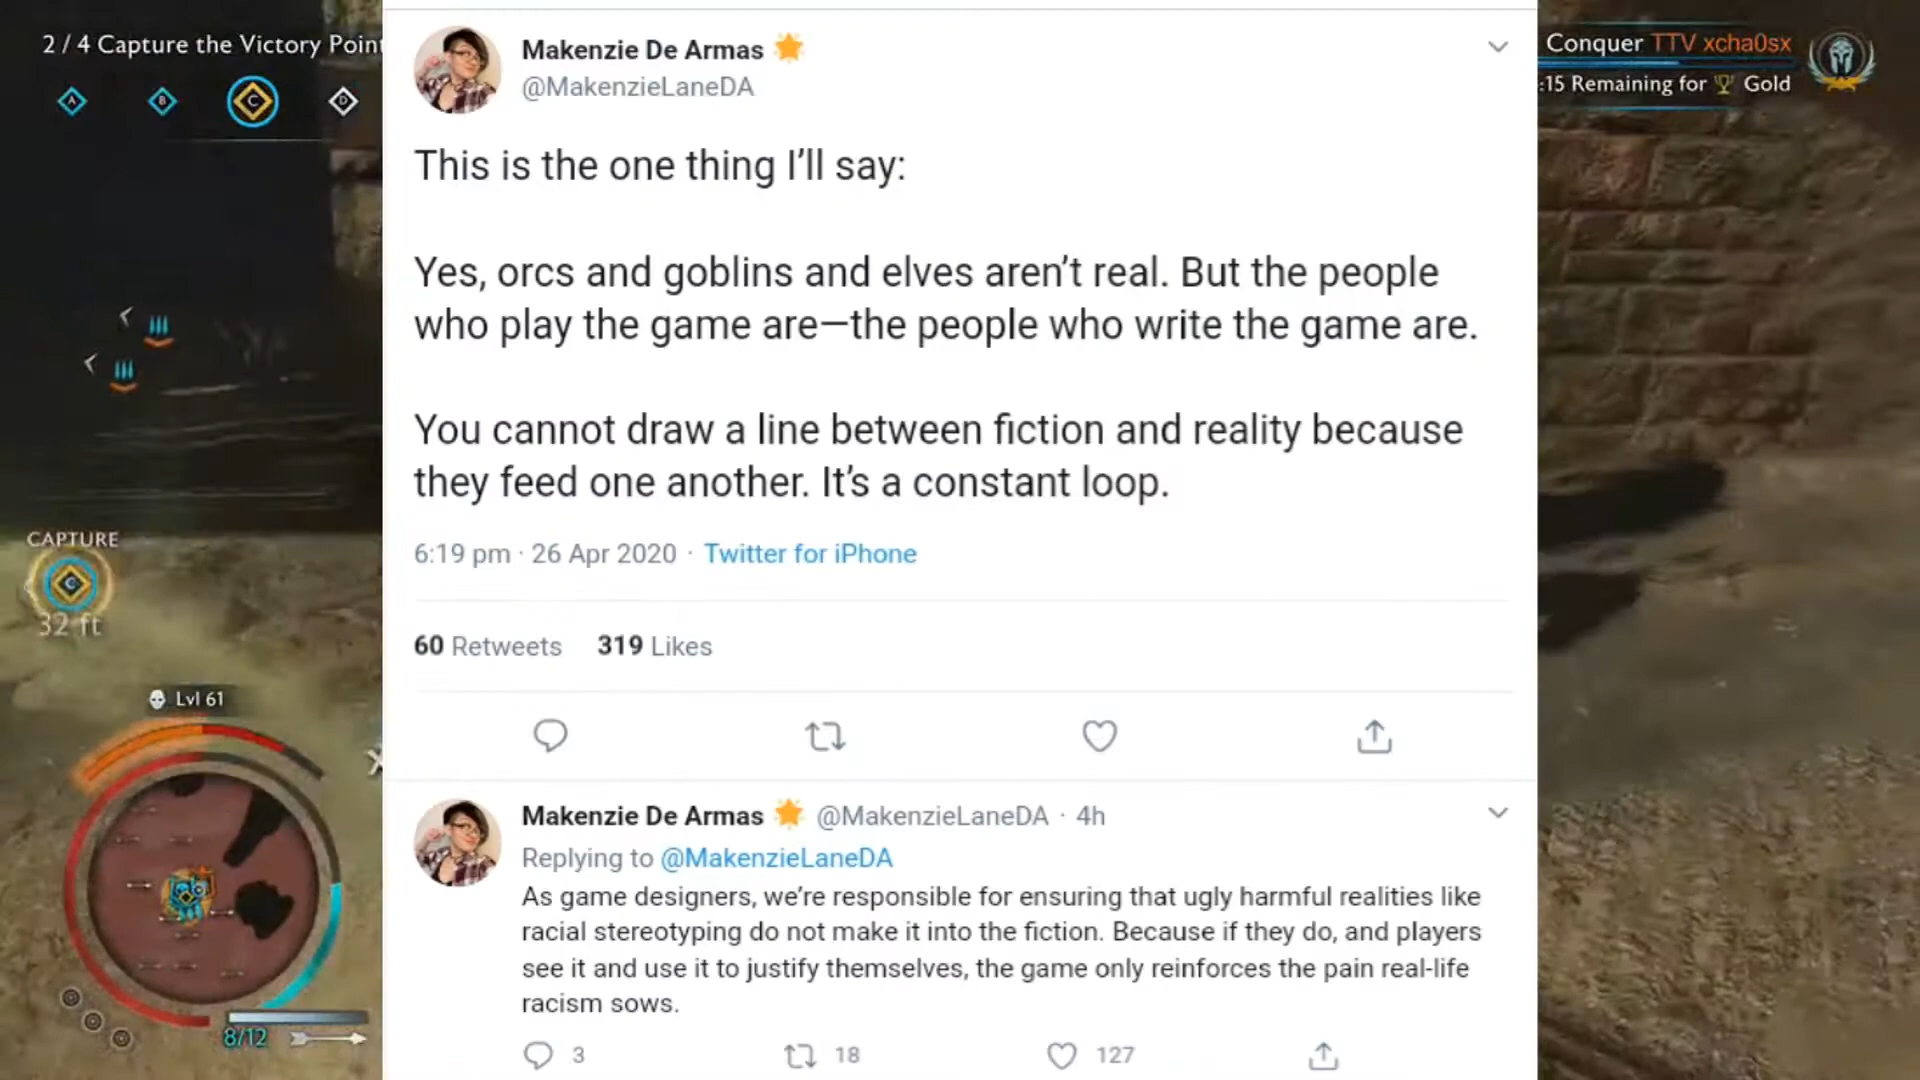 2 / 4 Capture the Victory Point
A B C D
CAPTURE
C
32 ft
Lvl 61
8/12
Makenzie De Armas
@MakenzieLaneDA
This is the one thing I’ll say:
Yes, orcs and goblins and elves aren’t real. But the people
who play the game are—the people who write the game are.
You cannot draw a line between fiction and reality because
they feed one another. It’s a constant loop.
6:19 pm · 26 Apr 2020 · Twitter for iPhone
60 Retweets 319 Likes
Makenzie De Armas @MakenzieLaneDA · 4h
Replying to @MakenzieLaneDA
As game designers, we’re responsible for ensuring that ugly harmful realities like
racial stereotyping do not make it into the fiction. Because if they do, and players
see it and use it to justify themselves, the game only reinforces the pain real-life
racism sows.
3 18 127
Conquer TTV xcha0sx
:15 Remaining for Gold